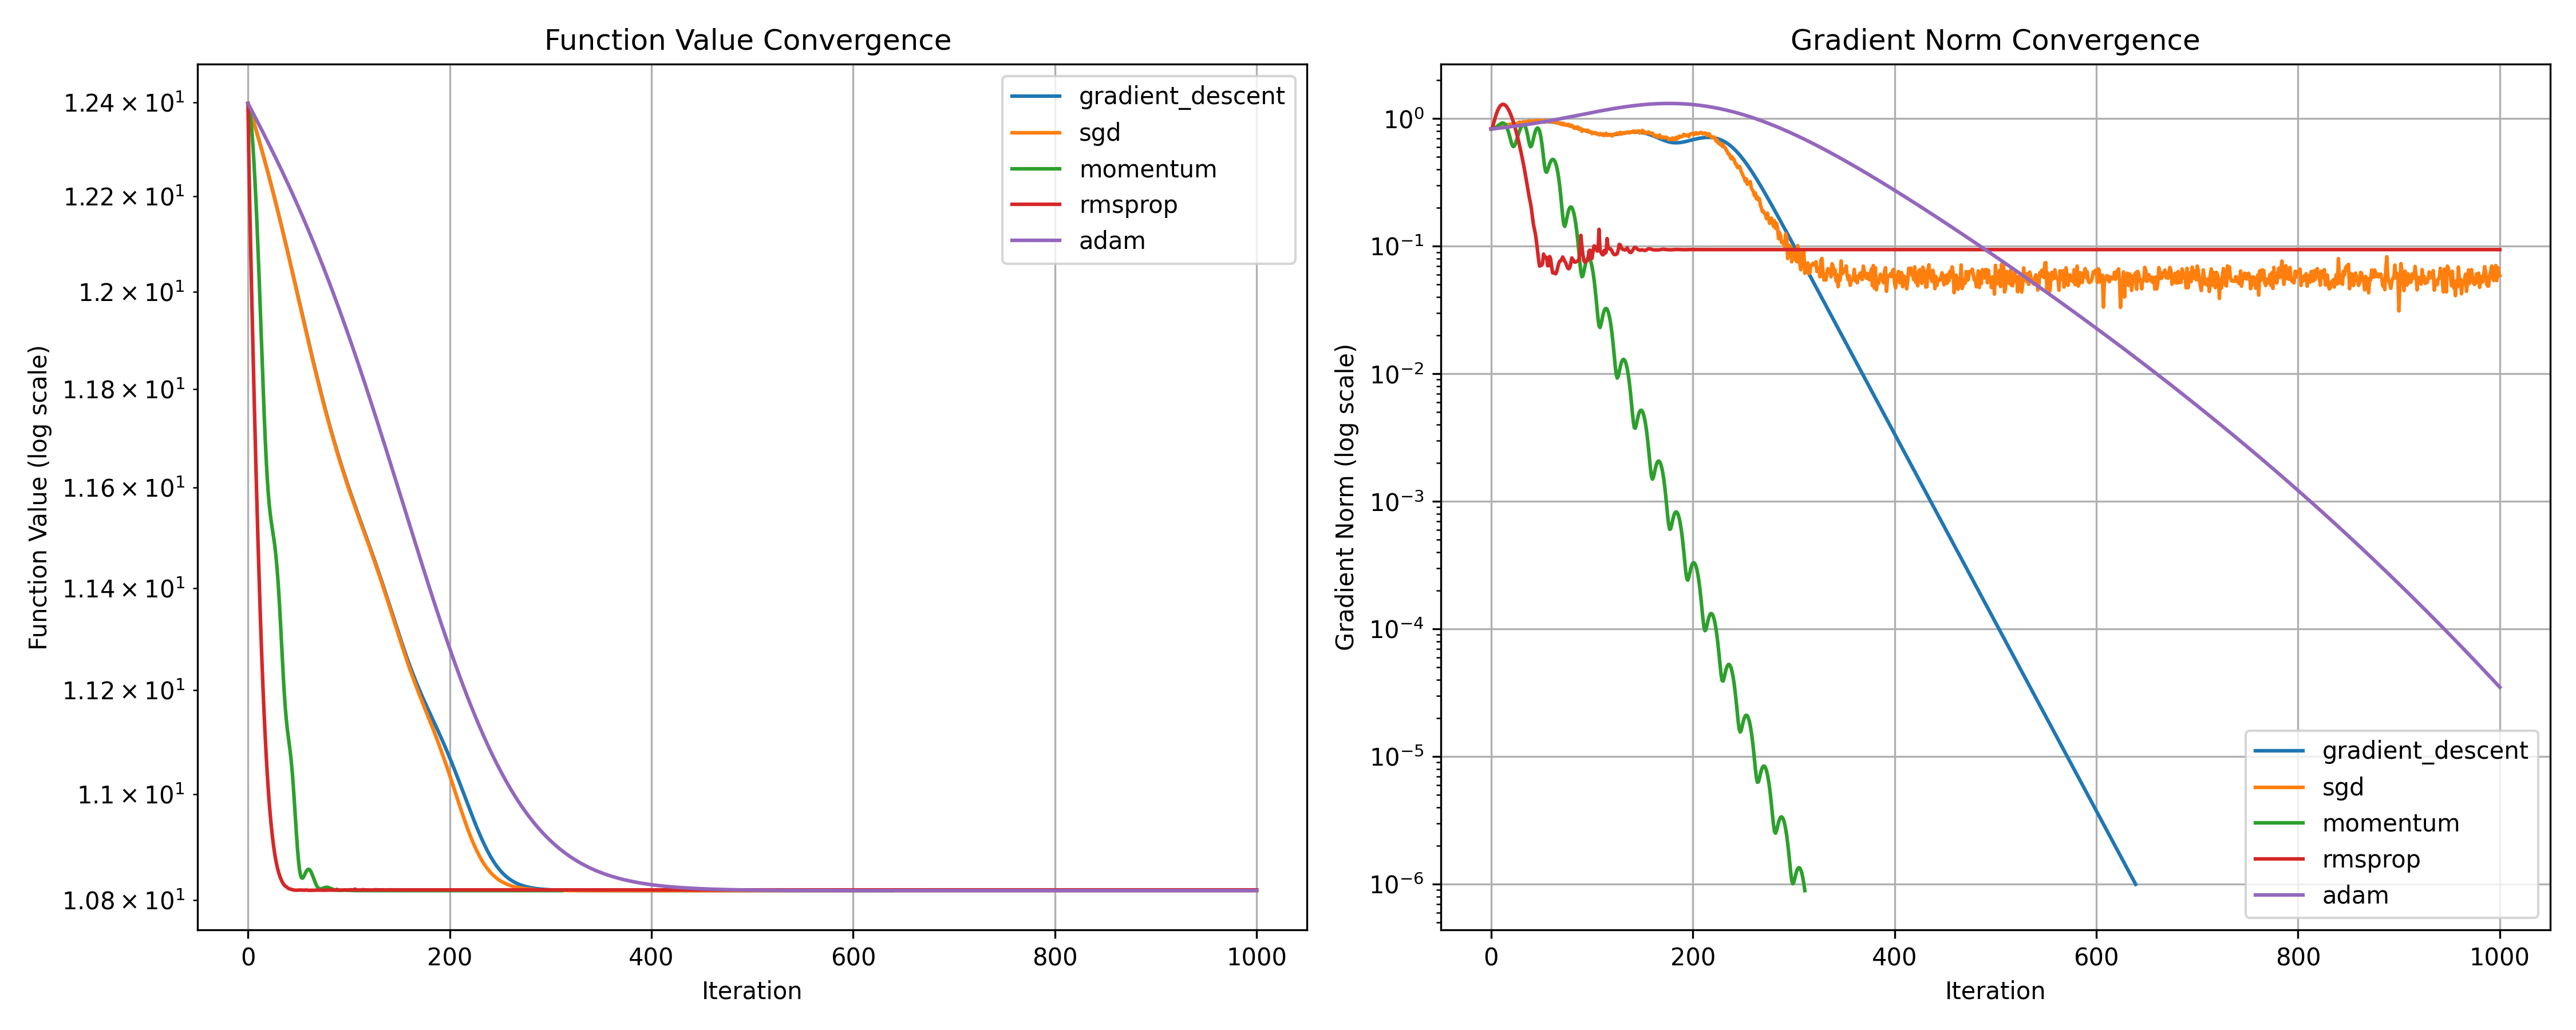 Function Value Convergence
Function Value (log scale)
1.24 × 10¹
1.22 × 10¹
1.2 × 10¹
1.18 × 10¹
1.16 × 10¹
1.14 × 10¹
1.12 × 10¹
1.1 × 10¹
1.08 × 10¹
gradient_descent
sgd
momentum
rmsprop
adam
0 200 400 600 800 1000
Iteration
Gradient Norm Convergence
Gradient Norm (log scale)
10⁰
10⁻¹
10⁻²
10⁻³
10⁻⁴
10⁻⁵
10⁻⁶
gradient_descent
sgd
momentum
rmsprop
adam
0 200 400 600 800 1000
Iteration